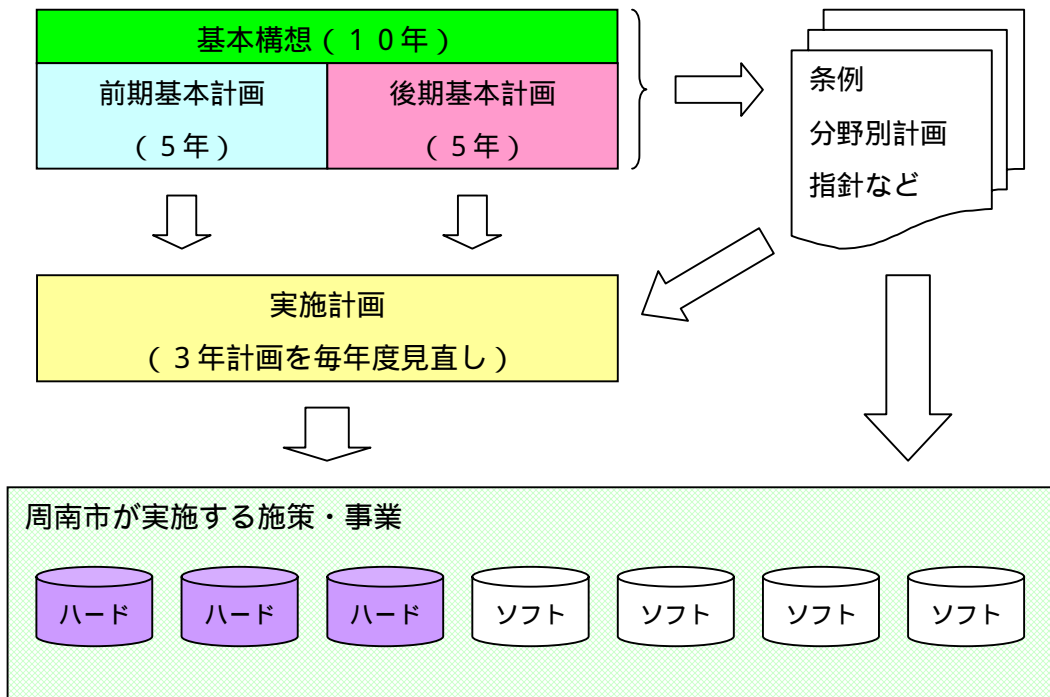 基本構想(１０年)
前期基本計画
(５年)
後期基本計画
(５年)
条例
分野別計画
指針など
実施計画
(３年計画を毎年度見直し)
周南市が実施する施策・事業
ハード
ハード
ハード
ソフト
ソフト
ソフト
ソフト